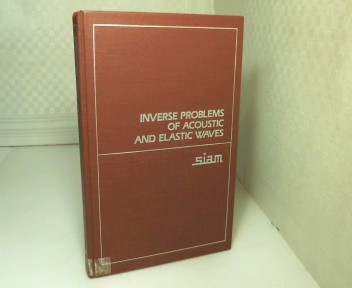 INVERSE PROBLEMS
OF ACOUSTIC
AND ELASTIC WAVES
siam